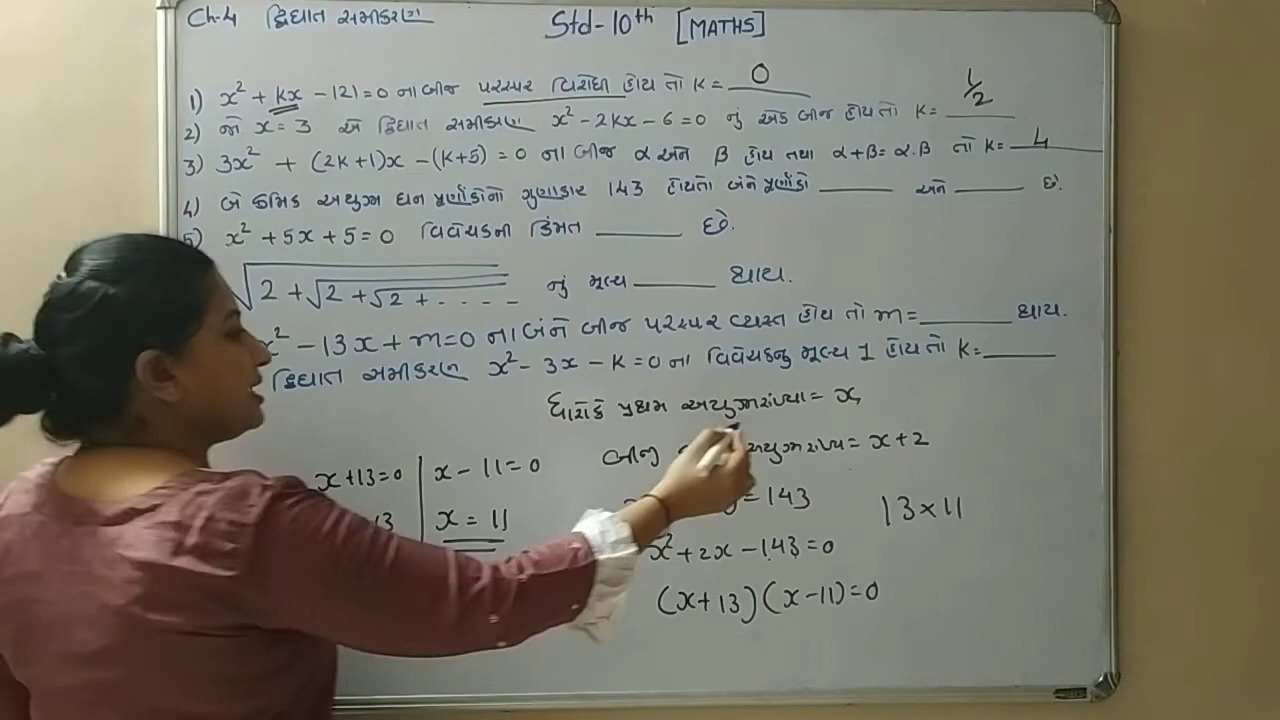 Ch-4 દ્વિઘાત સમીકરણ
Std-10th [MATHS]
1) x² + kx - 121 = 0 નાં બીજ પરસ્પર વિરોધી હોય તો K = 0
2) જો x = 3 એ દ્વિઘાત સમીકરણ x² - 2kx - 6 = 0 નું એક બીજ હોય તો K = 1/2
3) 3x² + (2k+1)x - (k+5) = 0 ના બીજ α અને β હોય તથા α+β = α.β તો K = 4
4) બે ક્રમિક અયુગ્મ ધન પૂર્ણાંકોનો ગુણાકાર 143 હોયતો બંને પૂર્ણાંકો ______ અને ______ છે.
5) x² + 5x + 5 = 0 વિવેચકની કિંમત ______ છે.
√2 + √2 + √2 + . . . . નું મૂલ્ય ______ થાય.
x² - 13x + m = 0 ના બંને બીજ પરસ્પર વ્યસ્ત હોય તો m = ______ થાય.
દ્વિઘાત સમીકરણ x² - 3x - k = 0 ના વિવેચકનુ મૂલ્ય 1 હોય તો K = ______
ધારોકે પ્રથમ અયુગ્મસંખ્યા = x,
બીજી અયુગ્મસંખ્યા = x + 2
x + 13 = 0 | x - 11 = 0
= 143
13 × 11
13 | x = 11
x² + 2x - 143 = 0
(x + 13) (x - 11) = 0